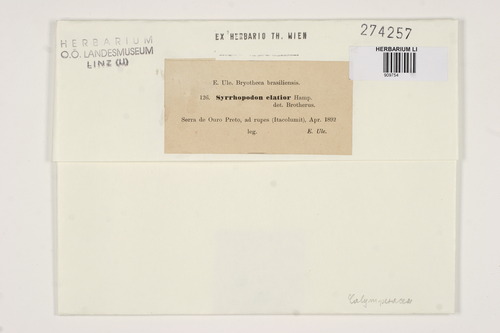 HERBARIUM
O.Ö. LANDESMUSEUM
LINZ (LI)
EX HERBARIO TH. WIEN
274257
HERBARIUM LI
E. Ule. Bryotheca brasiliensis.
126. Syrrhopodon elatior Hamp.
det. Brotherus.
Serra de Ouro Preto, ad rupes (Itacolumit). Apr. 1892
leg. E. Ule.